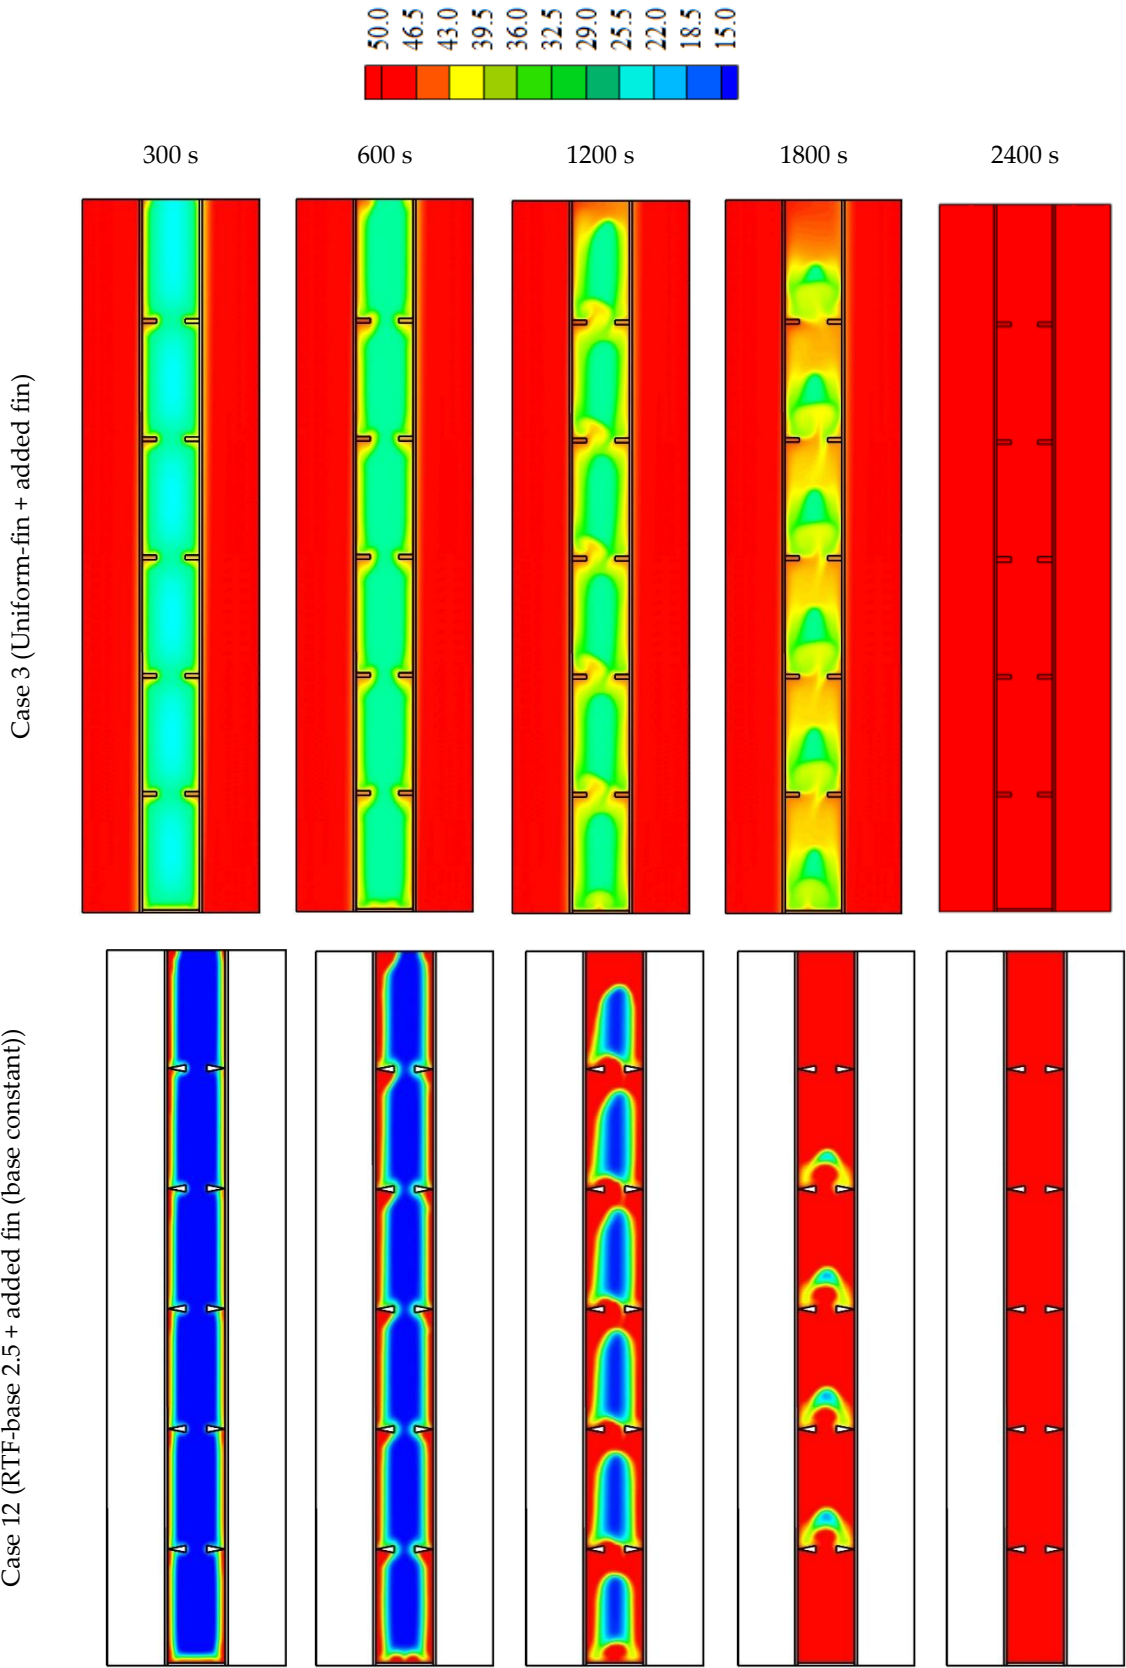 50.0
46.5
43.0
39.5
36.0
32.5
29.0
25.5
22.0
18.5
15.0
300 s
600 s
1200 s
1800 s
2400 s
Case 3 (Uniform-fin + added fin)
Case 12 (RTF-base 2.5 + added fin (base constant))